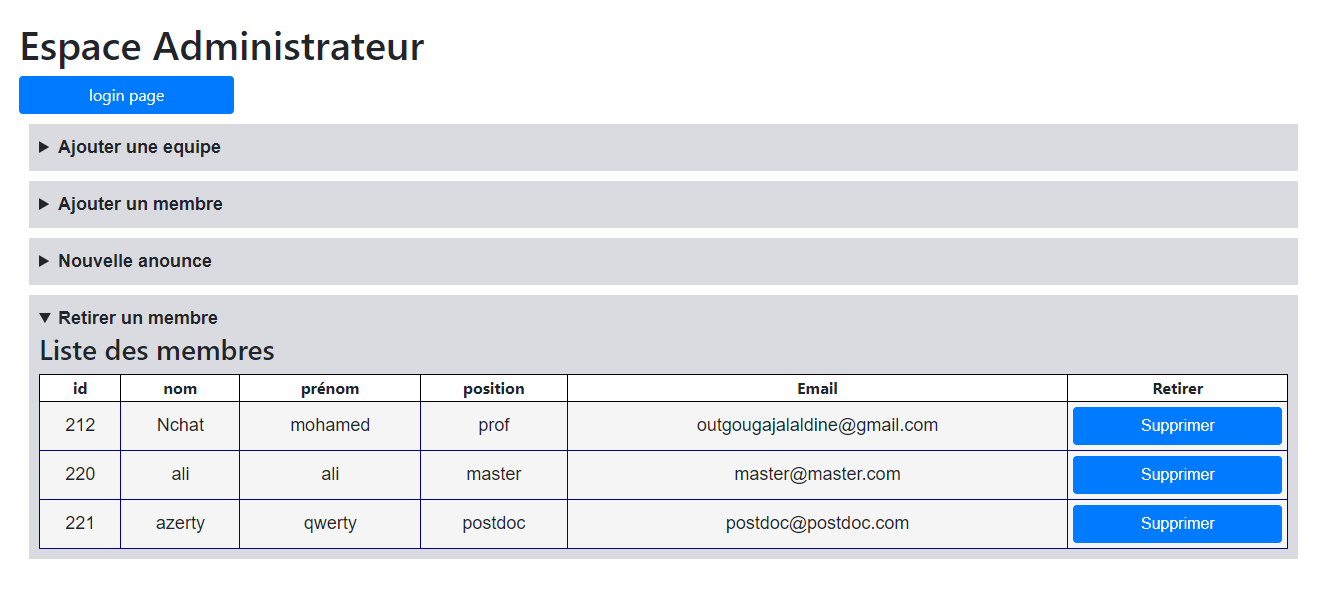 Espace Administrateur
login page
Ajouter une equipe
Ajouter un membre
Nouvelle anounce
Retirer un membre
Liste des membres
id nom prénom position Email Retirer
212 Nchat mohamed prof outgougajalaldine@gmail.com Supprimer
220 ali ali master master@master.com Supprimer
221 azerty qwerty postdoc postdoc@postdoc.com Supprimer